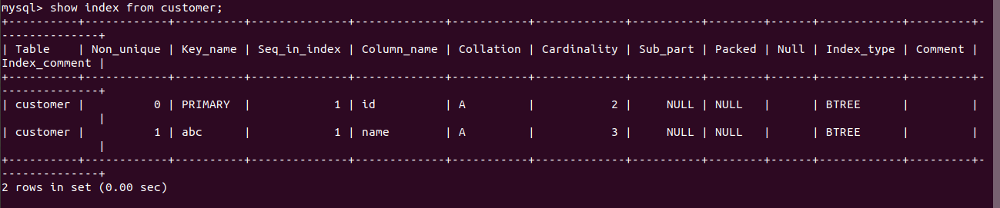 mysql> show index from customer;
+----------+------------+----------+--------------+-------------+-----------+-------------+----------+--------+------+------------+---------+-
--------------+
| Table    | Non_unique | Key_name | Seq_in_index | Column_name | Collation | Cardinality | Sub_part | Packed | Null | Index_type | Comment |
Index_comment |
+----------+------------+----------+--------------+-------------+-----------+-------------+----------+--------+------+------------+---------+-
--------------+
| customer |          0 | PRIMARY  |            1 | id          | A         |           2 |     NULL | NULL   |      | BTREE      |         |
              |
| customer |          1 | abc      |            1 | name        | A         |           3 |     NULL | NULL   |      | BTREE      |         |
              |
+----------+------------+----------+--------------+-------------+-----------+-------------+----------+--------+------+------------+---------+-
--------------+
2 rows in set (0.00 sec)